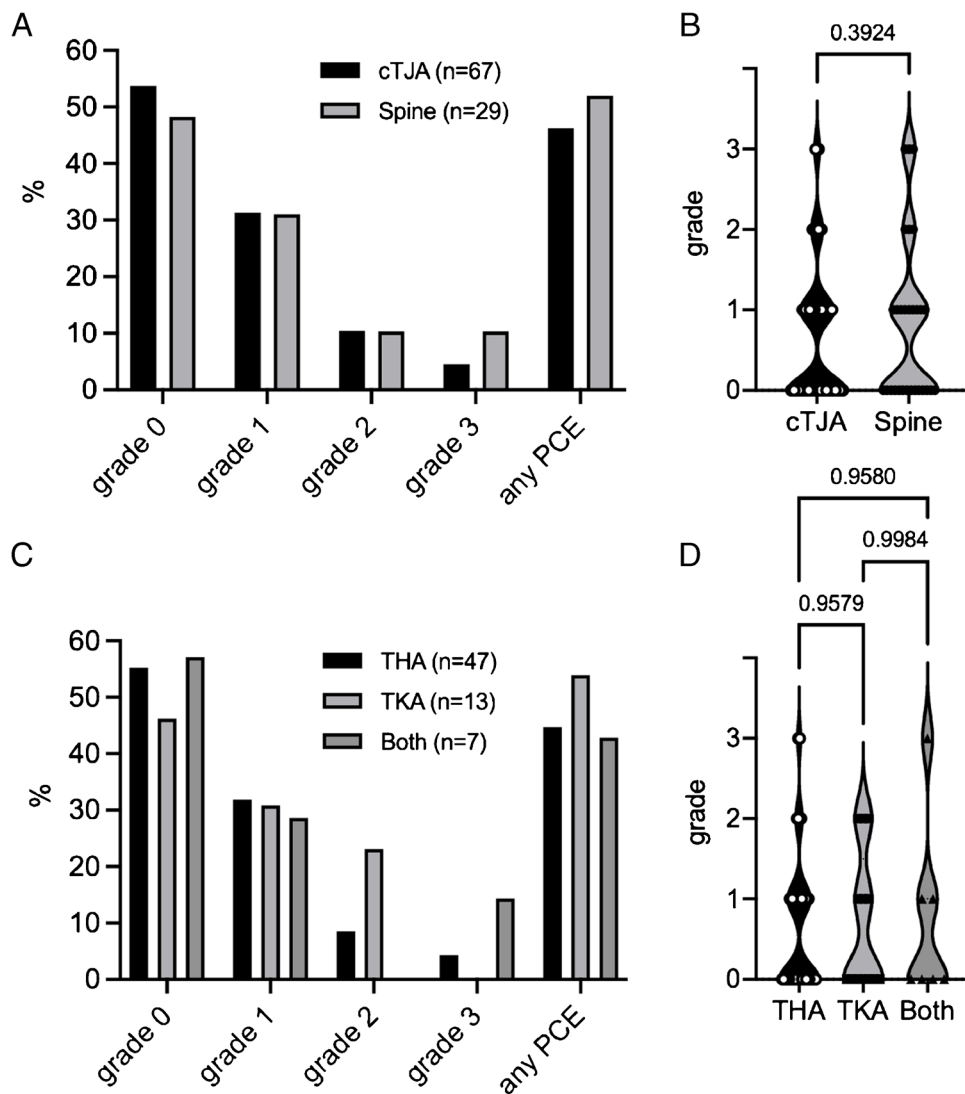 A
60
50
40
30
20
10
0
%
cTJA (n=67)
Spine (n=29)
grade 0
grade 1
grade 2
grade 3
any PCE
B
0.3924
3
2
1
0
grade
cTJA Spine
C
60
50
40
30
20
10
0
%
THA (n=47)
TKA (n=13)
Both (n=7)
grade 0
grade 1
grade 2
grade 3
any PCE
D
0.9580
0.9984
0.9579
3
2
1
0
grade
THA TKA Both